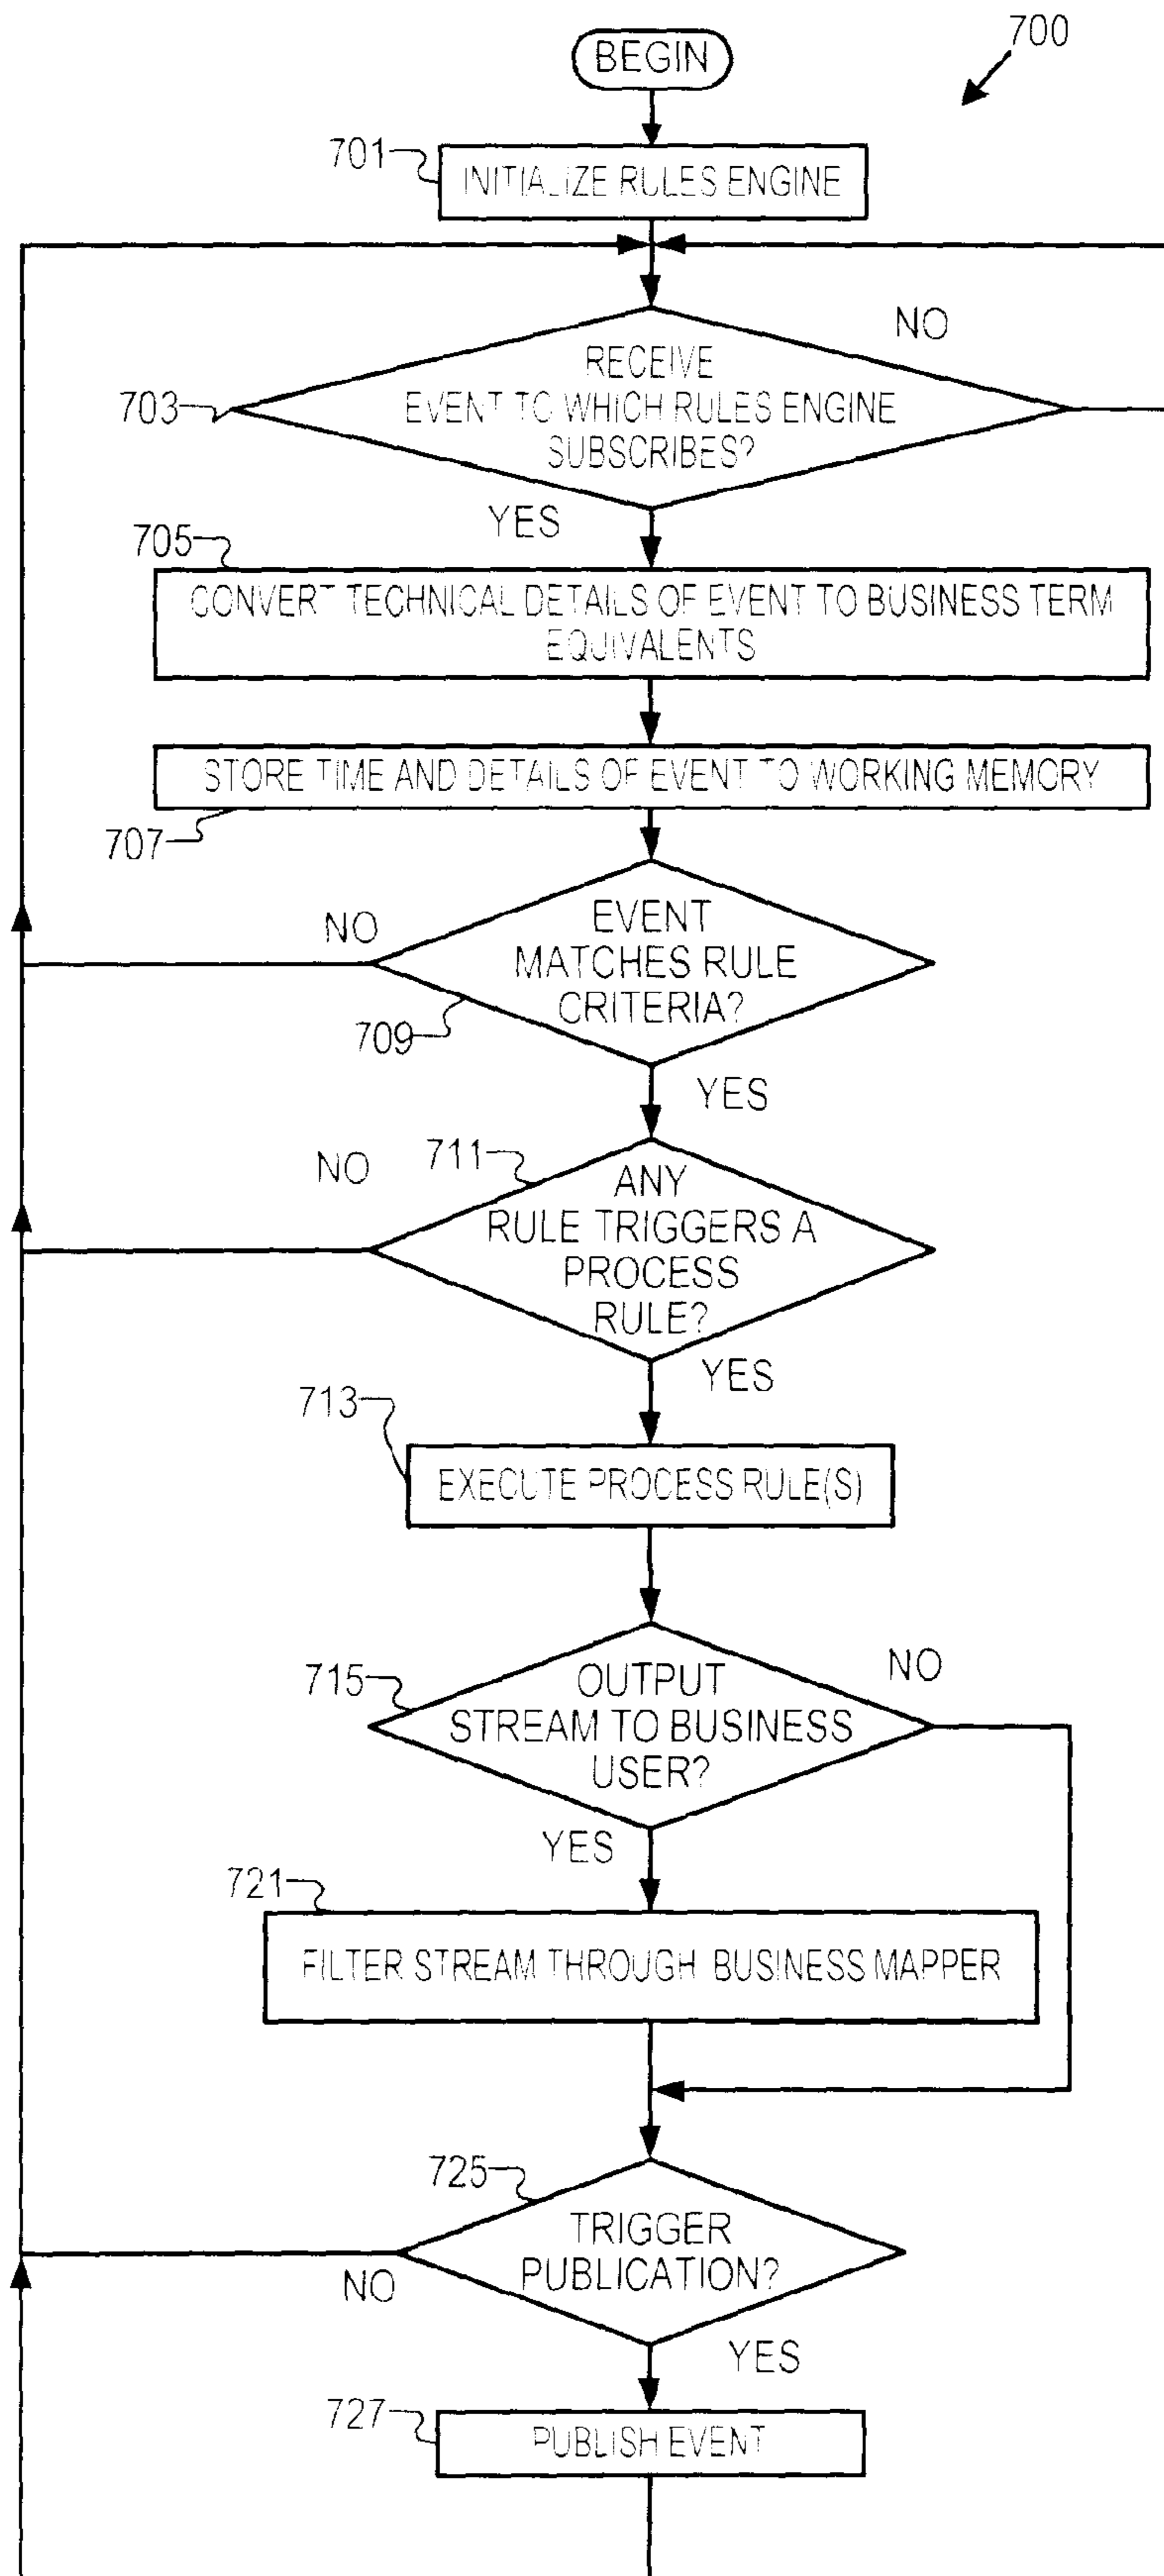 700
BEGIN
701
INITIALIZE RULES ENGINE
NO
RECEIVE
EVENT TO WHICH RULES ENGINE
SUBSCRIBES?
703
YES
705
CONVERT TECHNICAL DETAILS OF EVENT TO BUSINESS TERM
EQUIVALENTS
STORE TIME AND DETAILS OF EVENT TO WORKING MEMORY
707
NO
EVENT
MATCHES RULE
CRITERIA?
709
YES
NO
711
ANY
RULE TRIGGERS A
PROCESS
RULE?
YES
713
EXECUTE PROCESS RULE(S)
NO
715
OUTPUT
STREAM TO BUSINESS
USER?
YES
721
FILTER STREAM THROUGH BUSINESS MAPPER
725
TRIGGER
PUBLICATION?
NO
YES
727
PUBLISH EVENT